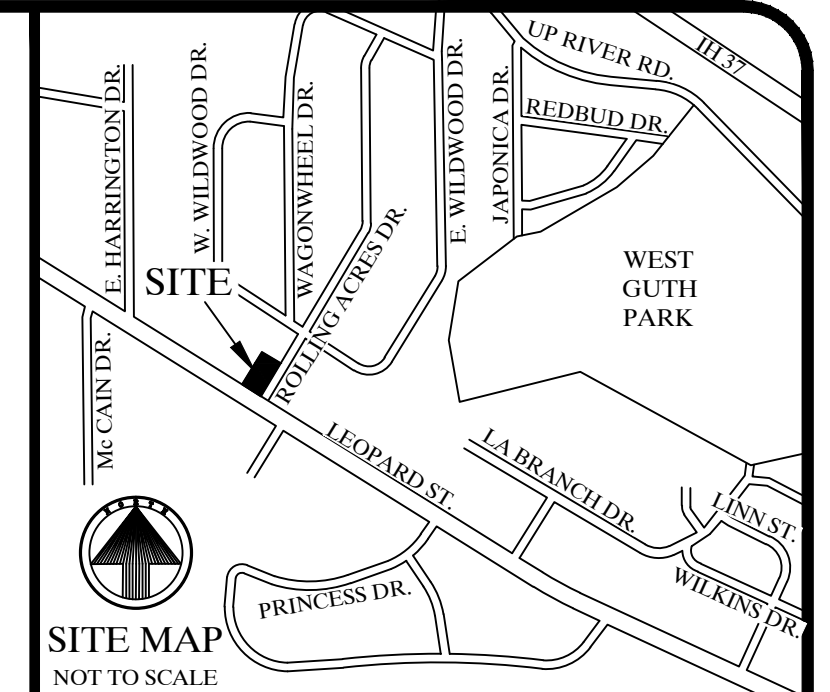 UP RIVER RD.
IH 37
E. HARRINGTON DR.
W. WILDWOOD DR.
WAGONWHEEL DR.
E. WILDWOOD DR.
JAPONICA DR.
REDBUD DR.
ROLLING ACRES DR.
SITE
WEST
GUTH
PARK
Mc CAIN DR.
LEOPARD ST.
LA BRANCH DR.
LINN ST.
WILKINS DR.
PRINCESS DR.
NORTH
SITE MAP
NOT TO SCALE